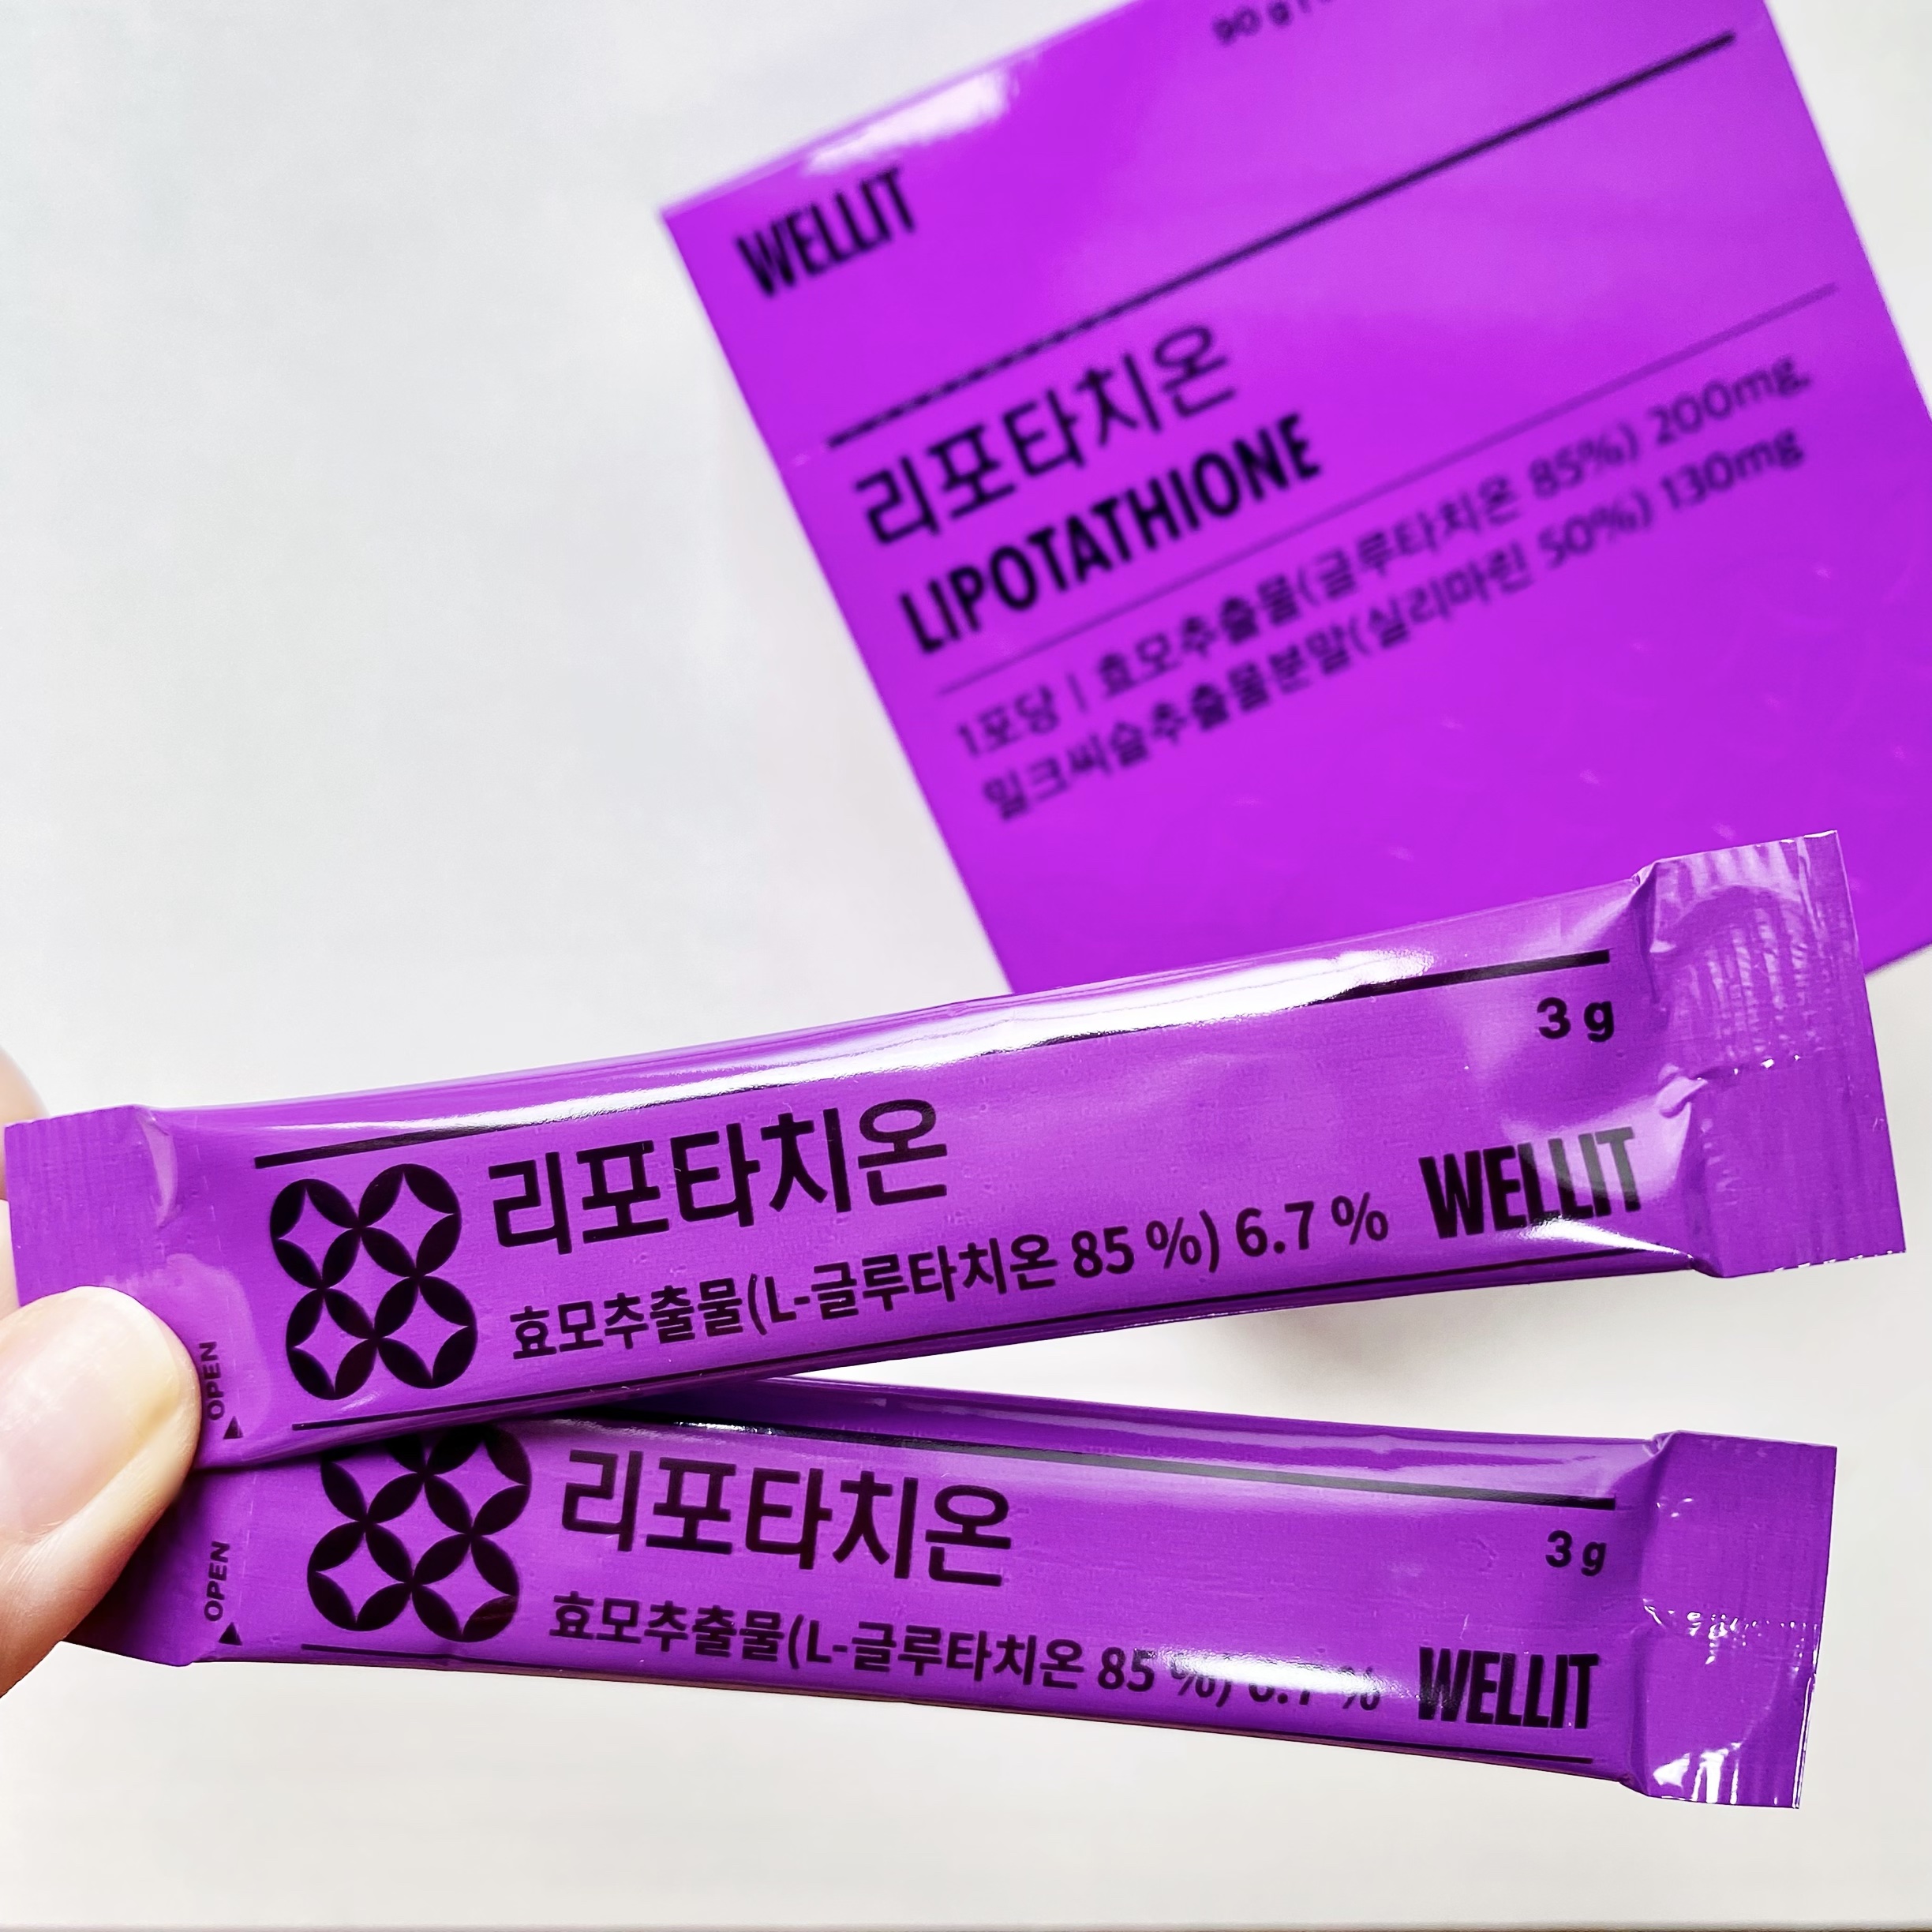 90 g
WELLIT
리포타치온
LIPOTATHIONE
1포당 | 효모추출물(글루타치온 85%) 200mg,
밀크씨슬추출물분말(실리마린 50%) 130mg
3 g
리포타치온
효모추출물(L-글루타치온 85 %) 6.7 %
WELLIT
OPEN
리포타치온
3 g
효모추출물(L-글루타치온 85 %) 6.7 %
WELLIT
OPEN